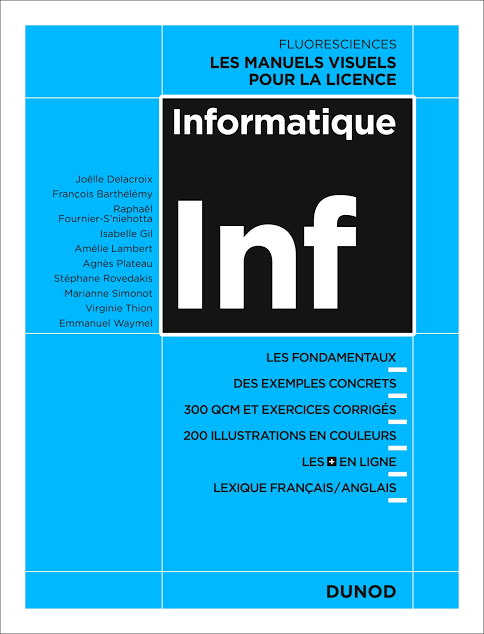 FLUORESCIENCES
LES MANUELS VISUELS
POUR LA LICENCE
Informatique
Inf
Joëlle Delacroix
François Barthélémy
Raphaël
Fournier-S'niehotta
Isabelle Gil
Amélie Lambert
Agnès Plateau
Stéphane Rovedakis
Marianne Simonot
Virginie Thion
Emmanuel Waymel
LES FONDAMENTAUX
DES EXEMPLES CONCRETS
300 QCM ET EXERCICES CORRIGÉS
200 ILLUSTRATIONS EN COULEURS
LES + EN LIGNE
LEXIQUE FRANÇAIS/ANGLAIS
DUNOD